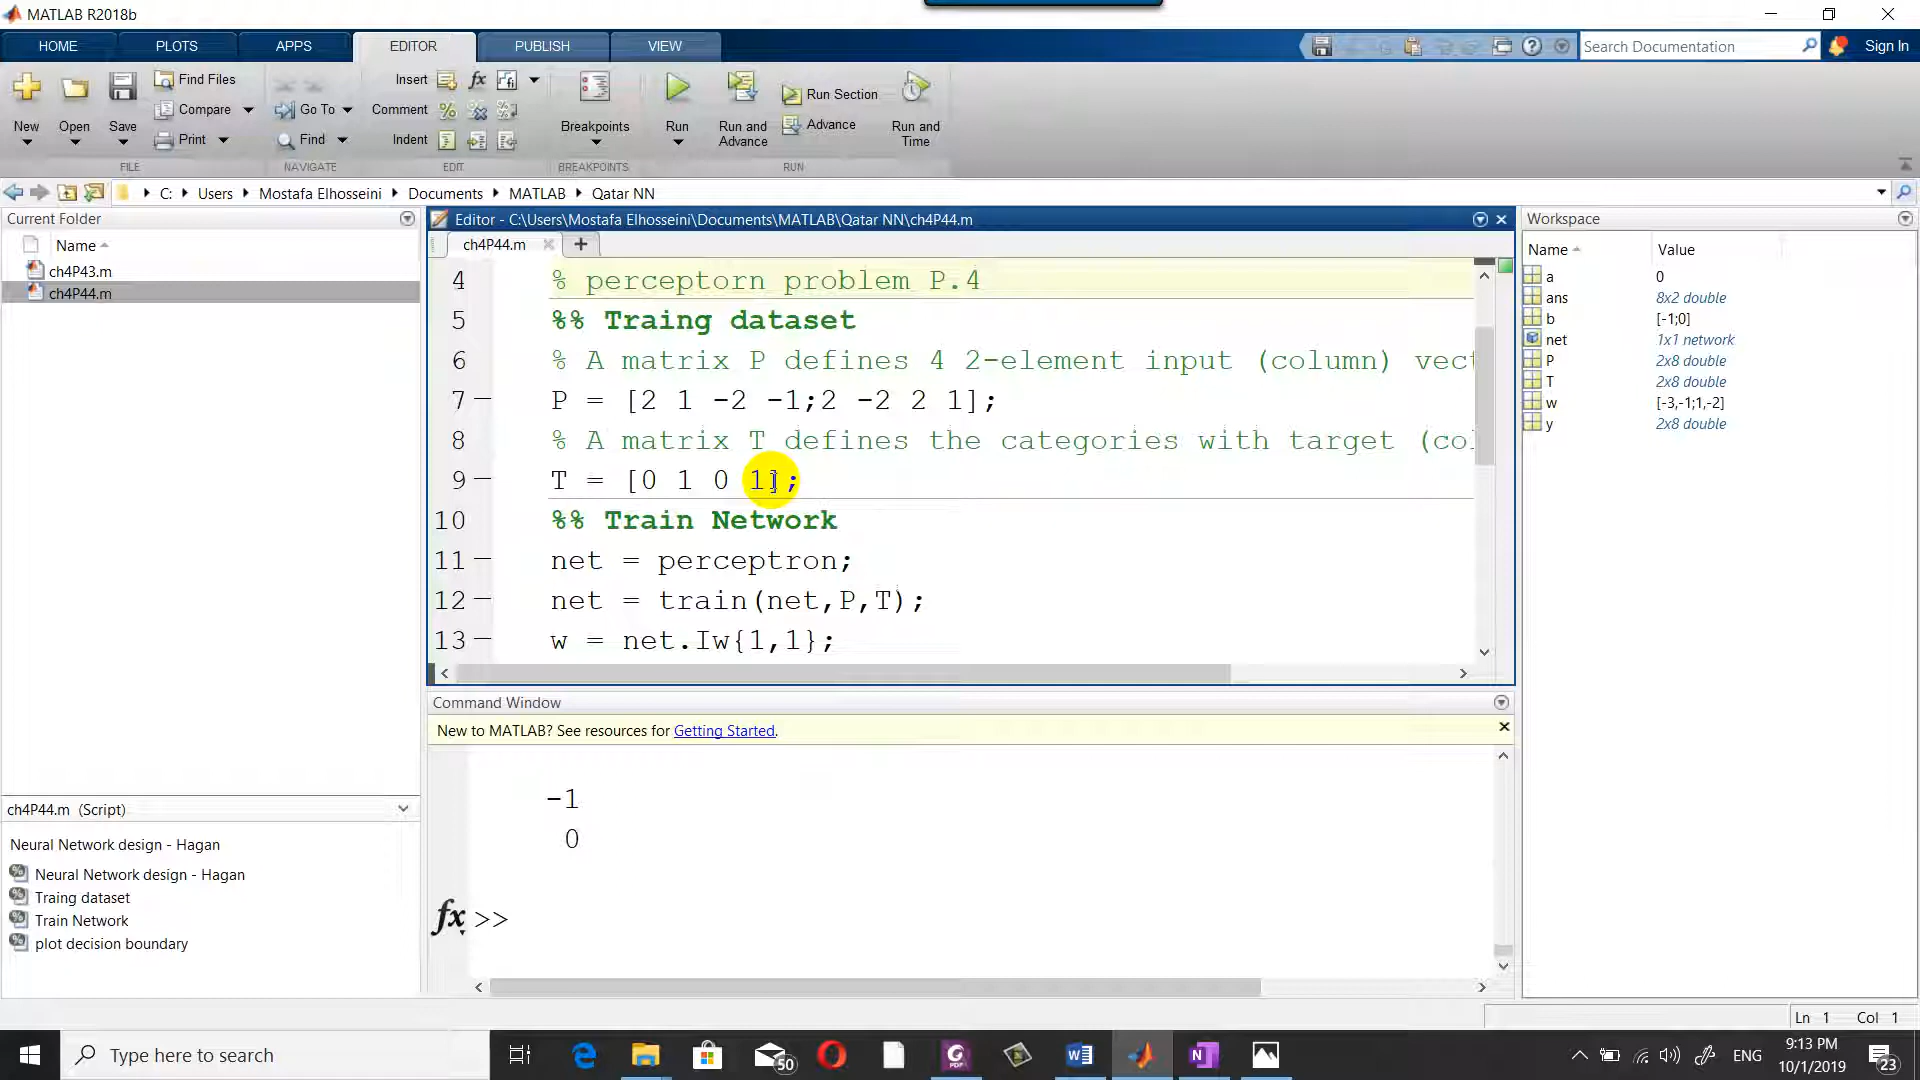 MATLAB R2018b
HOME PLOTS APPS EDITOR PUBLISH VIEW
Search Documentation
Sign In
New
Open
Save
Find Files
Compare
Print
FILE
Go To
Find
NAVIGATE
Insert
Comment
Indent
EDIT
fx
Breakpoints
BREAKPOINTS
Run
Run and Advance
Run Section
Advance
Run and Time
RUN
C: Users Mostafa Elhosseini Documents MATLAB Qatar NN
Current Folder
Name
ch4P43.m
ch4P44.m
ch4P44.m (Script)
Neural Network design - Hagan
Neural Network design - Hagan
Traing dataset
Train Network
plot decision boundary
Editor - C:\Users\Mostafa Elhosseini\Documents\MATLAB\Qatar NN\ch4P44.m
ch4P44.m
4 % perceptorn problem P.4
5 %% Traing dataset
6 % A matrix P defines 4 2-element input (column) vect
7 P = [2 1 -2 -1;2 -2 2 1];
8 % A matrix T defines the categories with target (co
9 T = [0 1 0 1];
10 %% Train Network
11 net = perceptron;
12 net = train(net,P,T);
13 w = net.Iw{1,1};
Command Window
New to MATLAB? See resources for Getting Started.
-1
0
fx >>
Workspace
Name Value
a 0
ans 8x2 double
b [-1;0]
net 1x1 network
P 2x8 double
T 2x8 double
w [-3,-1;1,-2]
y 2x8 double
Ln 1 Col 1
Type here to search
50
ENG
9:13 PM
10/1/2019
23